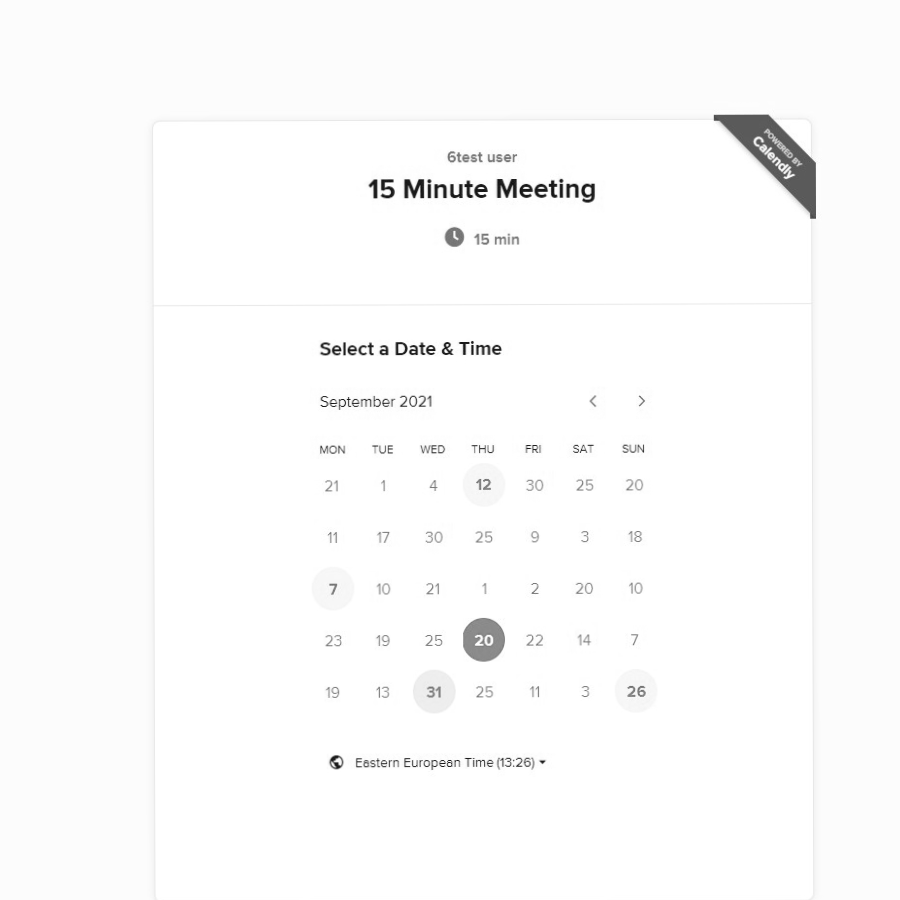 POWERED BY
Calendly
6test user
15 Minute Meeting
15 min
Select a Date & Time
September 2021
MON TUE WED THU FRI SAT SUN
21 1 4 12 30 25 20
11 17 30 25 9 3 18
7 10 21 1 2 20 10
23 19 25 20 22 14 7
19 13 31 25 11 3 26
Eastern European Time (13:26)